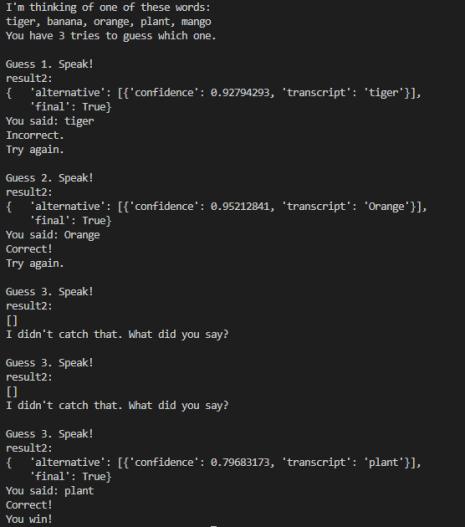 I'm thinking of one of these words:
tiger, banana, orange, plant, mango
You have 3 tries to guess which one.
Guess 1. Speak!
result2:
{   'alternative': [{'confidence': 0.92794293, 'transcript': 'tiger'}],
    'final': True}
You said: tiger
Incorrect.
Try again.
Guess 2. Speak!
result2:
{   'alternative': [{'confidence': 0.95212841, 'transcript': 'Orange'}],
    'final': True}
You said: Orange
Correct!
Try again.
Guess 3. Speak!
result2:
[]
I didn't catch that. What did you say?
Guess 3. Speak!
result2:
[]
I didn't catch that. What did you say?
Guess 3. Speak!
result2:
{   'alternative': [{'confidence': 0.79683173, 'transcript': 'plant'}],
    'final': True}
You said: plant
Correct!
You win!